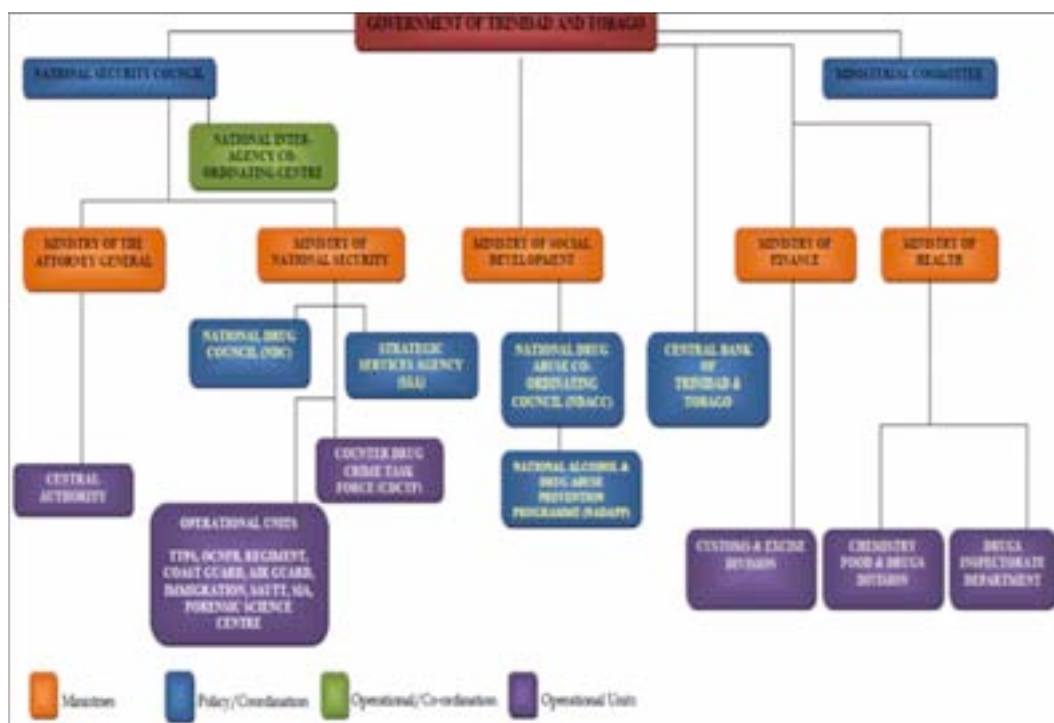 GOVERNMENT OF TRINIDAD AND TOBAGO
NATIONAL SECURITY COUNCIL
MINISTERIAL COMMITTEE
NATIONAL INTER-
AGENCY CO-
ORDINATING CENTRE
MINISTRY OF THE
ATTORNEY GENERAL
MINISTRY OF
NATIONAL SECURITY
MINISTRY OF SOCIAL
DEVELOPMENT
MINISTRY OF
FINANCE
MINISTRY OF
HEALTH
NATIONAL DRUG
COUNCIL (NDC)
STRATEGIC
SERVICES AGENCY
(SSA)
NATIONAL DRUG
ABUSE CO-
ORDINATING
COUNCIL (NDACC)
CENTRAL BANK
OF
TRINIDAD &
TOBAGO
CENTRAL
AUTHORITY
COUNTER DRUG
CRIME TASK
FORCE (CDCTF)
NATIONAL ALCOHOL &
DRUG ABUSE
PREVENTION
PROGRAMME (NADAPP)
OPERATIONAL UNITS
TTPS, OCNFB, REGIMENT,
COAST GUARD, AIR GUARD,
IMMIGRATION, SAUTT, SIA,
FORENSIC SCIENCE
CENTRE
CUSTOMS & EXCISE
DIVISION
CHEMISTRY
FOOD & DRUGS
DIVISION
DRUGS
INSPECTORATE
DEPARTMENT
Ministries
Policy/Coordination
Operational/Co-ordination
Operational Units